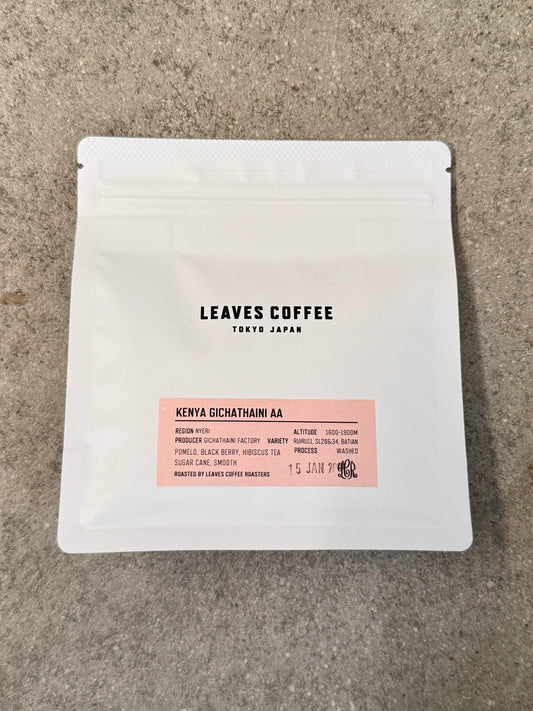 LEAVES COFFEE
TOKYO JAPAN
KENYA GICHATHAINI AA
REGION NYERI ALTITUDE 1600-1900M
PRODUCER GICHATHAINI FACTORY VARIETY RUIRU11, SL28&34, BATIAN
POMELO, BLACK BERRY, HIBISCUS TEA PROCESS WASHED
SUGAR CANE, SMOOTH
15 JAN
ROASTED BY LEAVES COFFEE ROASTERS